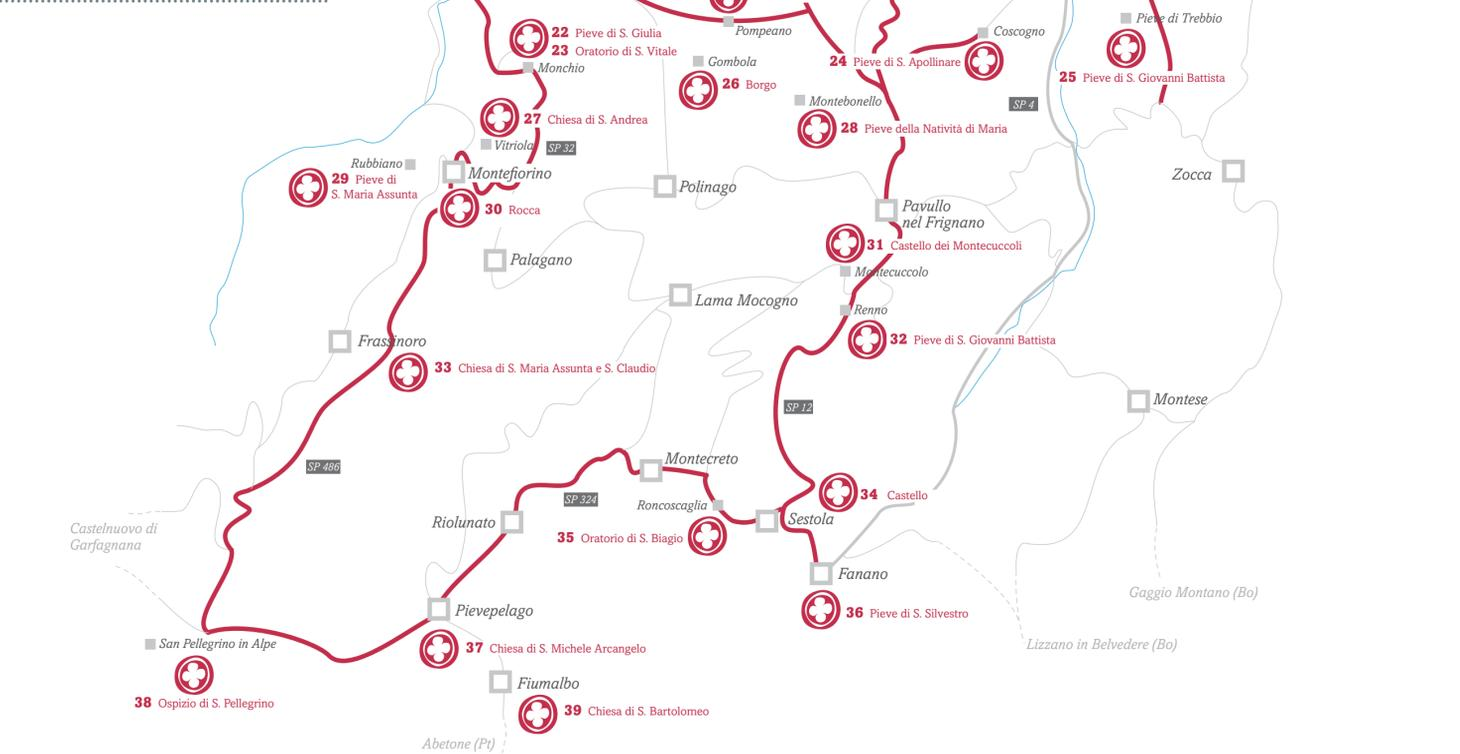 22 Pieve di S. Giulia
23 Oratorio di S. Vitale
Monchio
Pompeano
Gombola
26 Borgo
24 Pieve di S. Apollinare
Coscogno
Pieve di Trebbio
25 Pieve di S. Giovanni Battista
SP 4
Montebonello
28 Pieve della Natività di Maria
27 Chiesa di S. Andrea
Vitriola
SP 32
Rubbiano
29 Pieve di
S. Maria Assunta
Montefiorino
30 Rocca
Polinago
Zocca
Pavullo
nel Frignano
31 Castello dei Montecuccoli
Montecuccolo
Palagano
Lama Mocogno
Renno
32 Pieve di S. Giovanni Battista
Frassinoro
33 Chiesa di S. Maria Assunta e S. Claudio
SP 12
Montese
SP 486
Montecreto
SP 324
Roncoscaglia
34 Castello
Sestola
Riolunato
35 Oratorio di S. Biagio
Castelnuovo di
Garfagnana
Fanano
36 Pieve di S. Silvestro
Gaggio Montano (Bo)
Lizzano in Belvedere (Bo)
Pievepelago
37 Chiesa di S. Michele Arcangelo
San Pellegrino in Alpe
38 Ospizio di S. Pellegrino
Fiumalbo
39 Chiesa di S. Bartolomeo
Abetone (Pt)